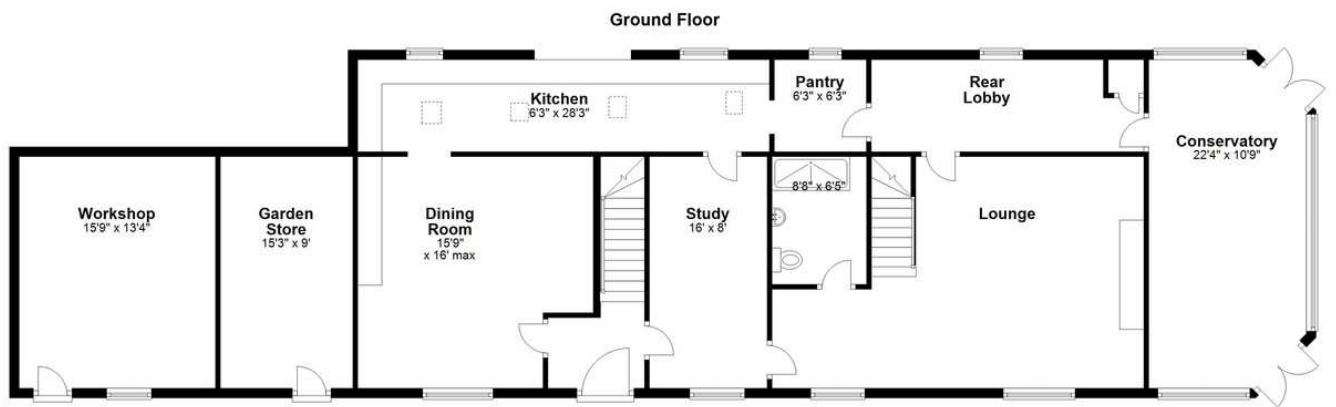 Ground Floor
Kitchen
6'3" x 28'3"
Pantry
6'3" x 6'3"
Rear
Lobby
Conservatory
22'4" x 10'9"
Workshop
15'9" x 13'4"
Garden
Store
15'3" x 9'
Dining
Room
15'9"
x 16' max
Study
16' x 8'
8'8" x 6'5"
Lounge